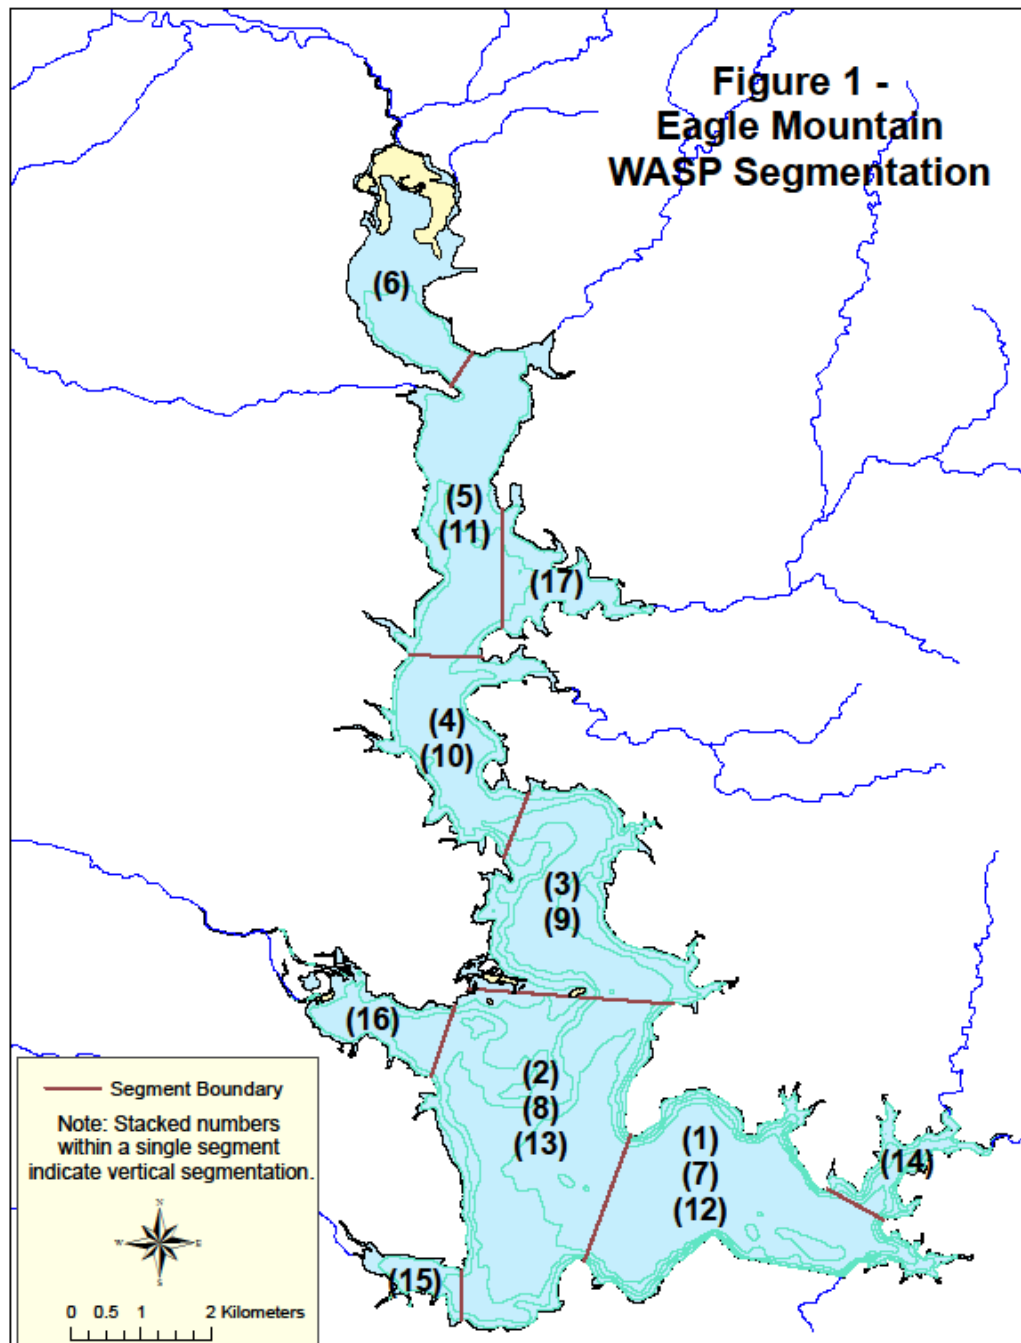 Figure 1 -
Eagle Mountain
WASP Segmentation
(6)
(5)
(11)
(17)
(4)
(10)
(3)
(9)
(16)
(2)
(8)
(13)
(1)
(7)
(12)
(14)
(15)
Segment Boundary
Note: Stacked numbers
within a single segment
indicate vertical segmentation.
N
W E
S
0 0.5 1 2 Kilometers